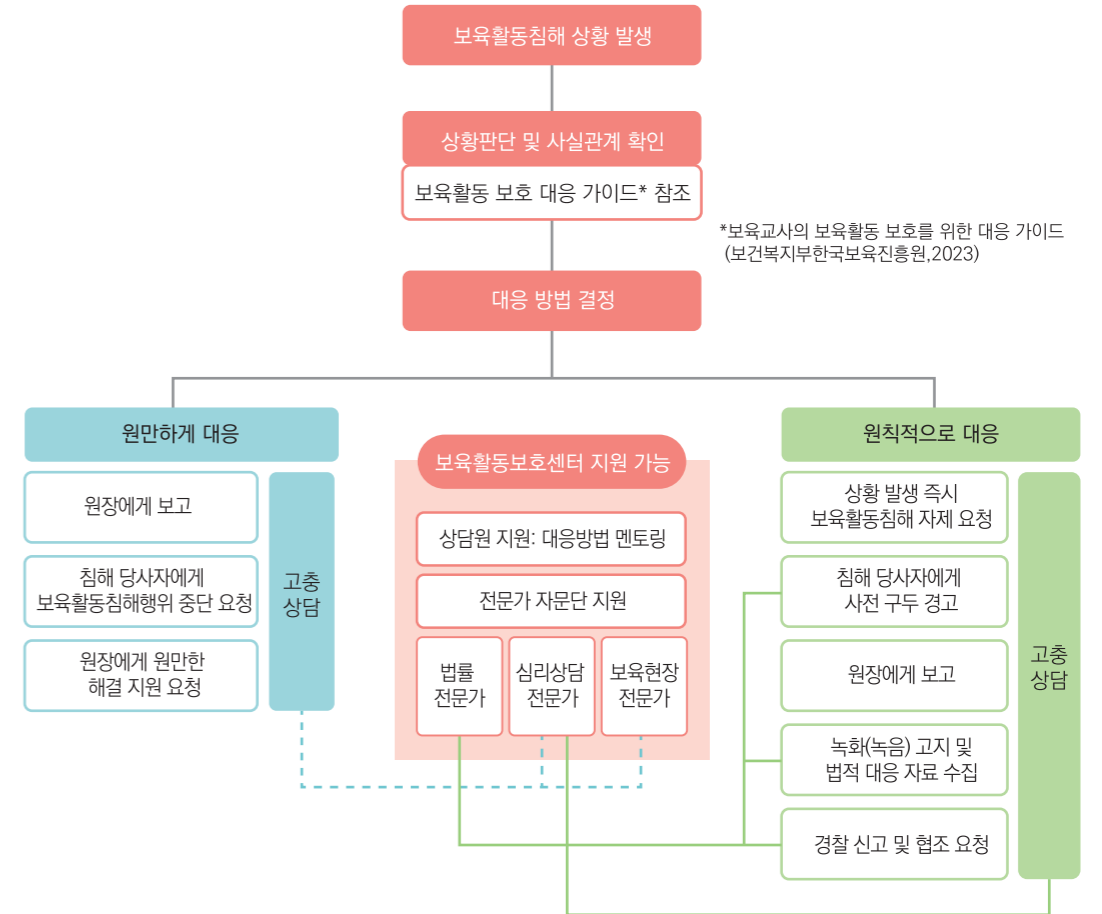 보육활동침해 상황 발생
상황판단 및 사실관계 확인
보육활동 보호 대응 가이드* 참조
*보육교사의 보육활동 보호를 위한 대응 가이드
(보건복지부한국보육진흥원,2023)
대응 방법 결정
원만하게 대응
원장에게 보고
침해 당사자에게
보육활동침해행위 중단 요청
원장에게 원만한
해결 지원 요청
고충
상담
보육활동보호센터 지원 가능
상담원 지원: 대응방법 멘토링
전문가 자문단 지원
법률
전문가
심리상담
전문가
보육현장
전문가
원칙적으로 대응
상황 발생 즉시
보육활동침해 자제 요청
침해 당사자에게
사전 구두 경고
원장에게 보고
녹화(녹음) 고지 및
법적 대응 자료 수집
경찰 신고 및 협조 요청
고충
상담